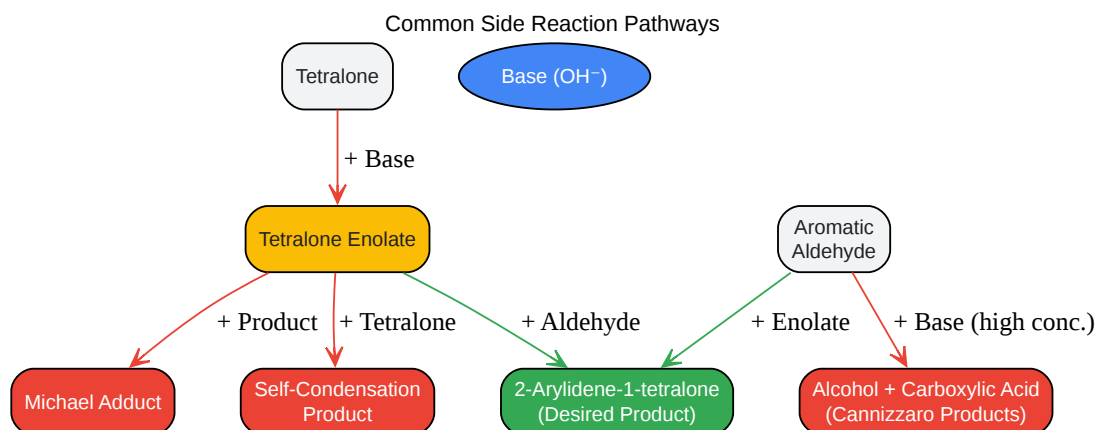 Common Side Reaction Pathways
Tetralone
Base (OH⁻)
+ Base
Tetralone Enolate
Aromatic
Aldehyde
+ Product
+ Tetralone
+ Aldehyde
+ Enolate
+ Base (high conc.)
Michael Adduct
Self-Condensation
Product
2-Arylidene-1-tetralone
(Desired Product)
Alcohol + Carboxylic Acid
(Cannizzaro Products)